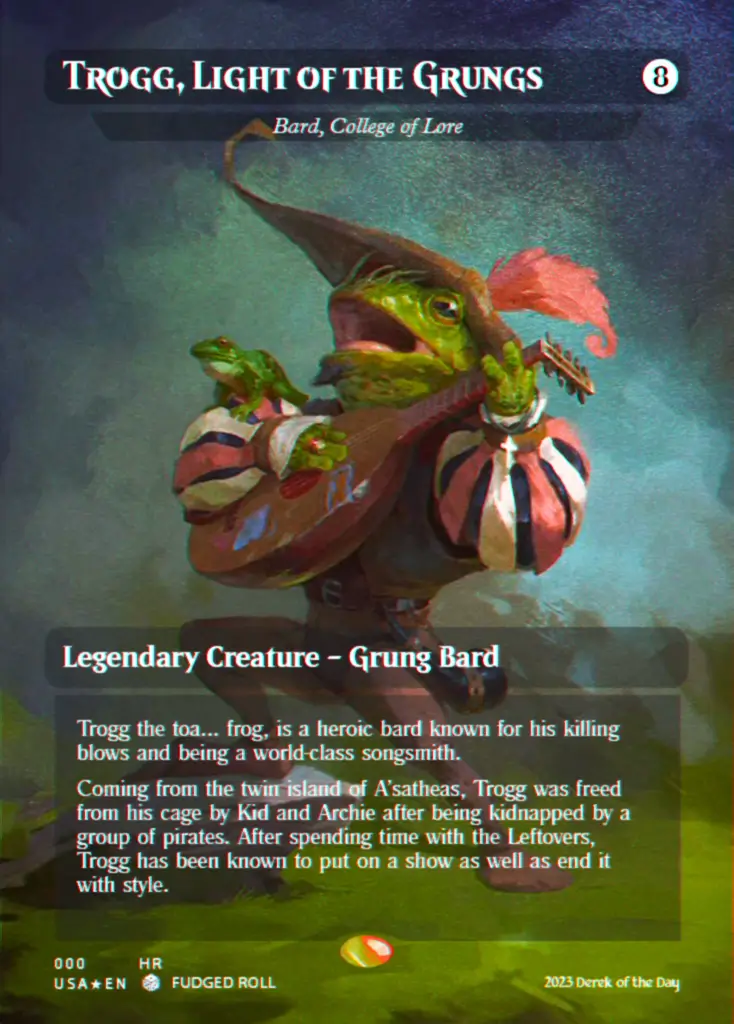 Trogg, Light of the Grungs 8
Bard, College of Lore
Legendary Creature – Grung Bard
Trogg the toa... frog, is a heroic bard known for his killing
blows and being a world-class songsmith.
Coming from the twin island of A'satheas, Trogg was freed
from his cage by Kid and Archie after being kidnapped by a
group of pirates. After spending time with the Leftovers,
Trogg has been known to put on a show as well as end it
with style.
000 HR
USA★EN FUDGED ROLL
2023 Derek of the Day